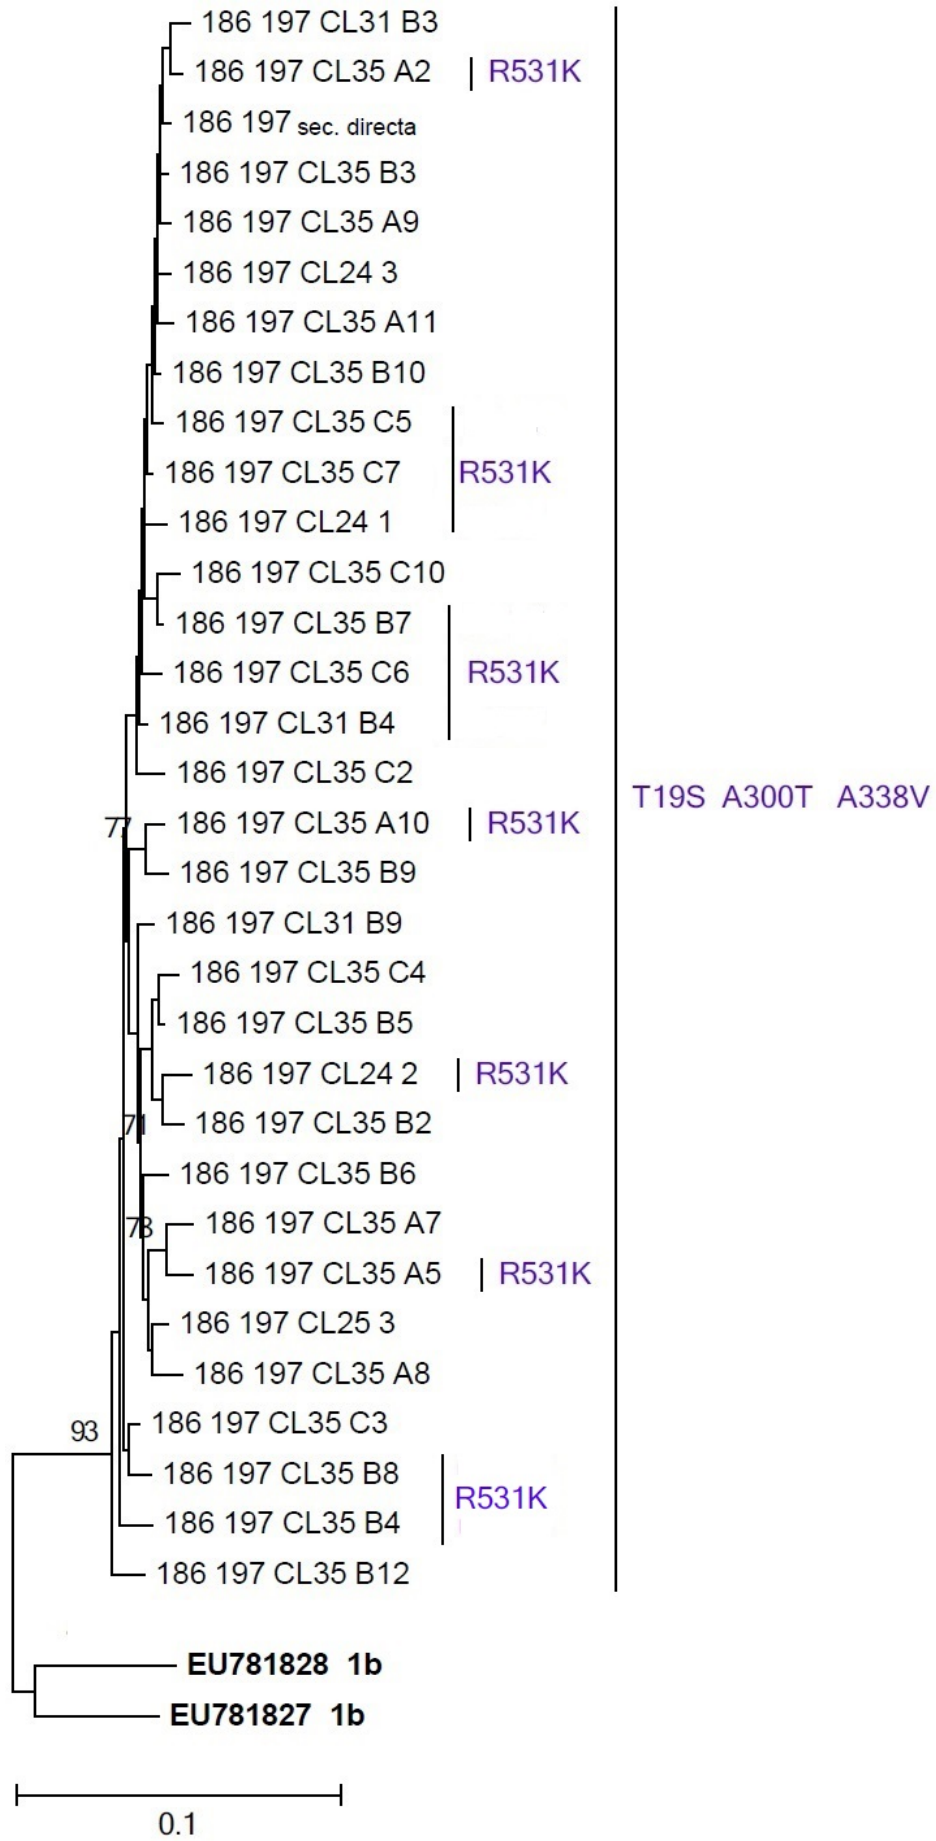 186 197 CL31 B3
186 197 CL35 A2 R531K
186 197 sec. directa
186 197 CL35 B3
186 197 CL35 A9
186 197 CL24 3
186 197 CL35 A11
186 197 CL35 B10
186 197 CL35 C5
186 197 CL35 C7 R531K
186 197 CL24 1
186 197 CL35 C10
186 197 CL35 B7
186 197 CL35 C6 R531K
186 197 CL31 B4
186 197 CL35 C2
T19S A300T A338V
77 186 197 CL35 A10 R531K
186 197 CL35 B9
186 197 CL31 B9
186 197 CL35 C4
186 197 CL35 B5
186 197 CL24 2 R531K
71 186 197 CL35 B2
186 197 CL35 B6
73 186 197 CL35 A7
186 197 CL35 A5 R531K
186 197 CL25 3
186 197 CL35 A8
93 186 197 CL35 C3
186 197 CL35 B8
R531K
186 197 CL35 B4
186 197 CL35 B12
EU781828 1b
EU781827 1b
0.1